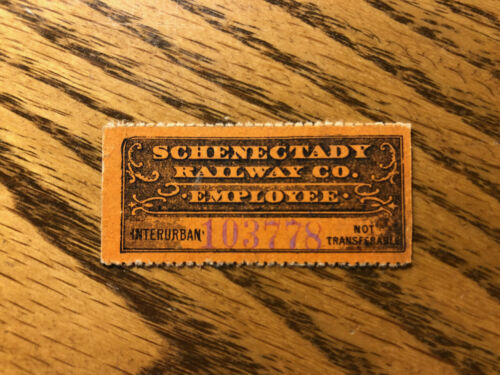 SCHENECTADY
RAILWAY CO.
· EMPLOYEE ·
INTERURBAN 103778 NOT
TRANSFERABLE